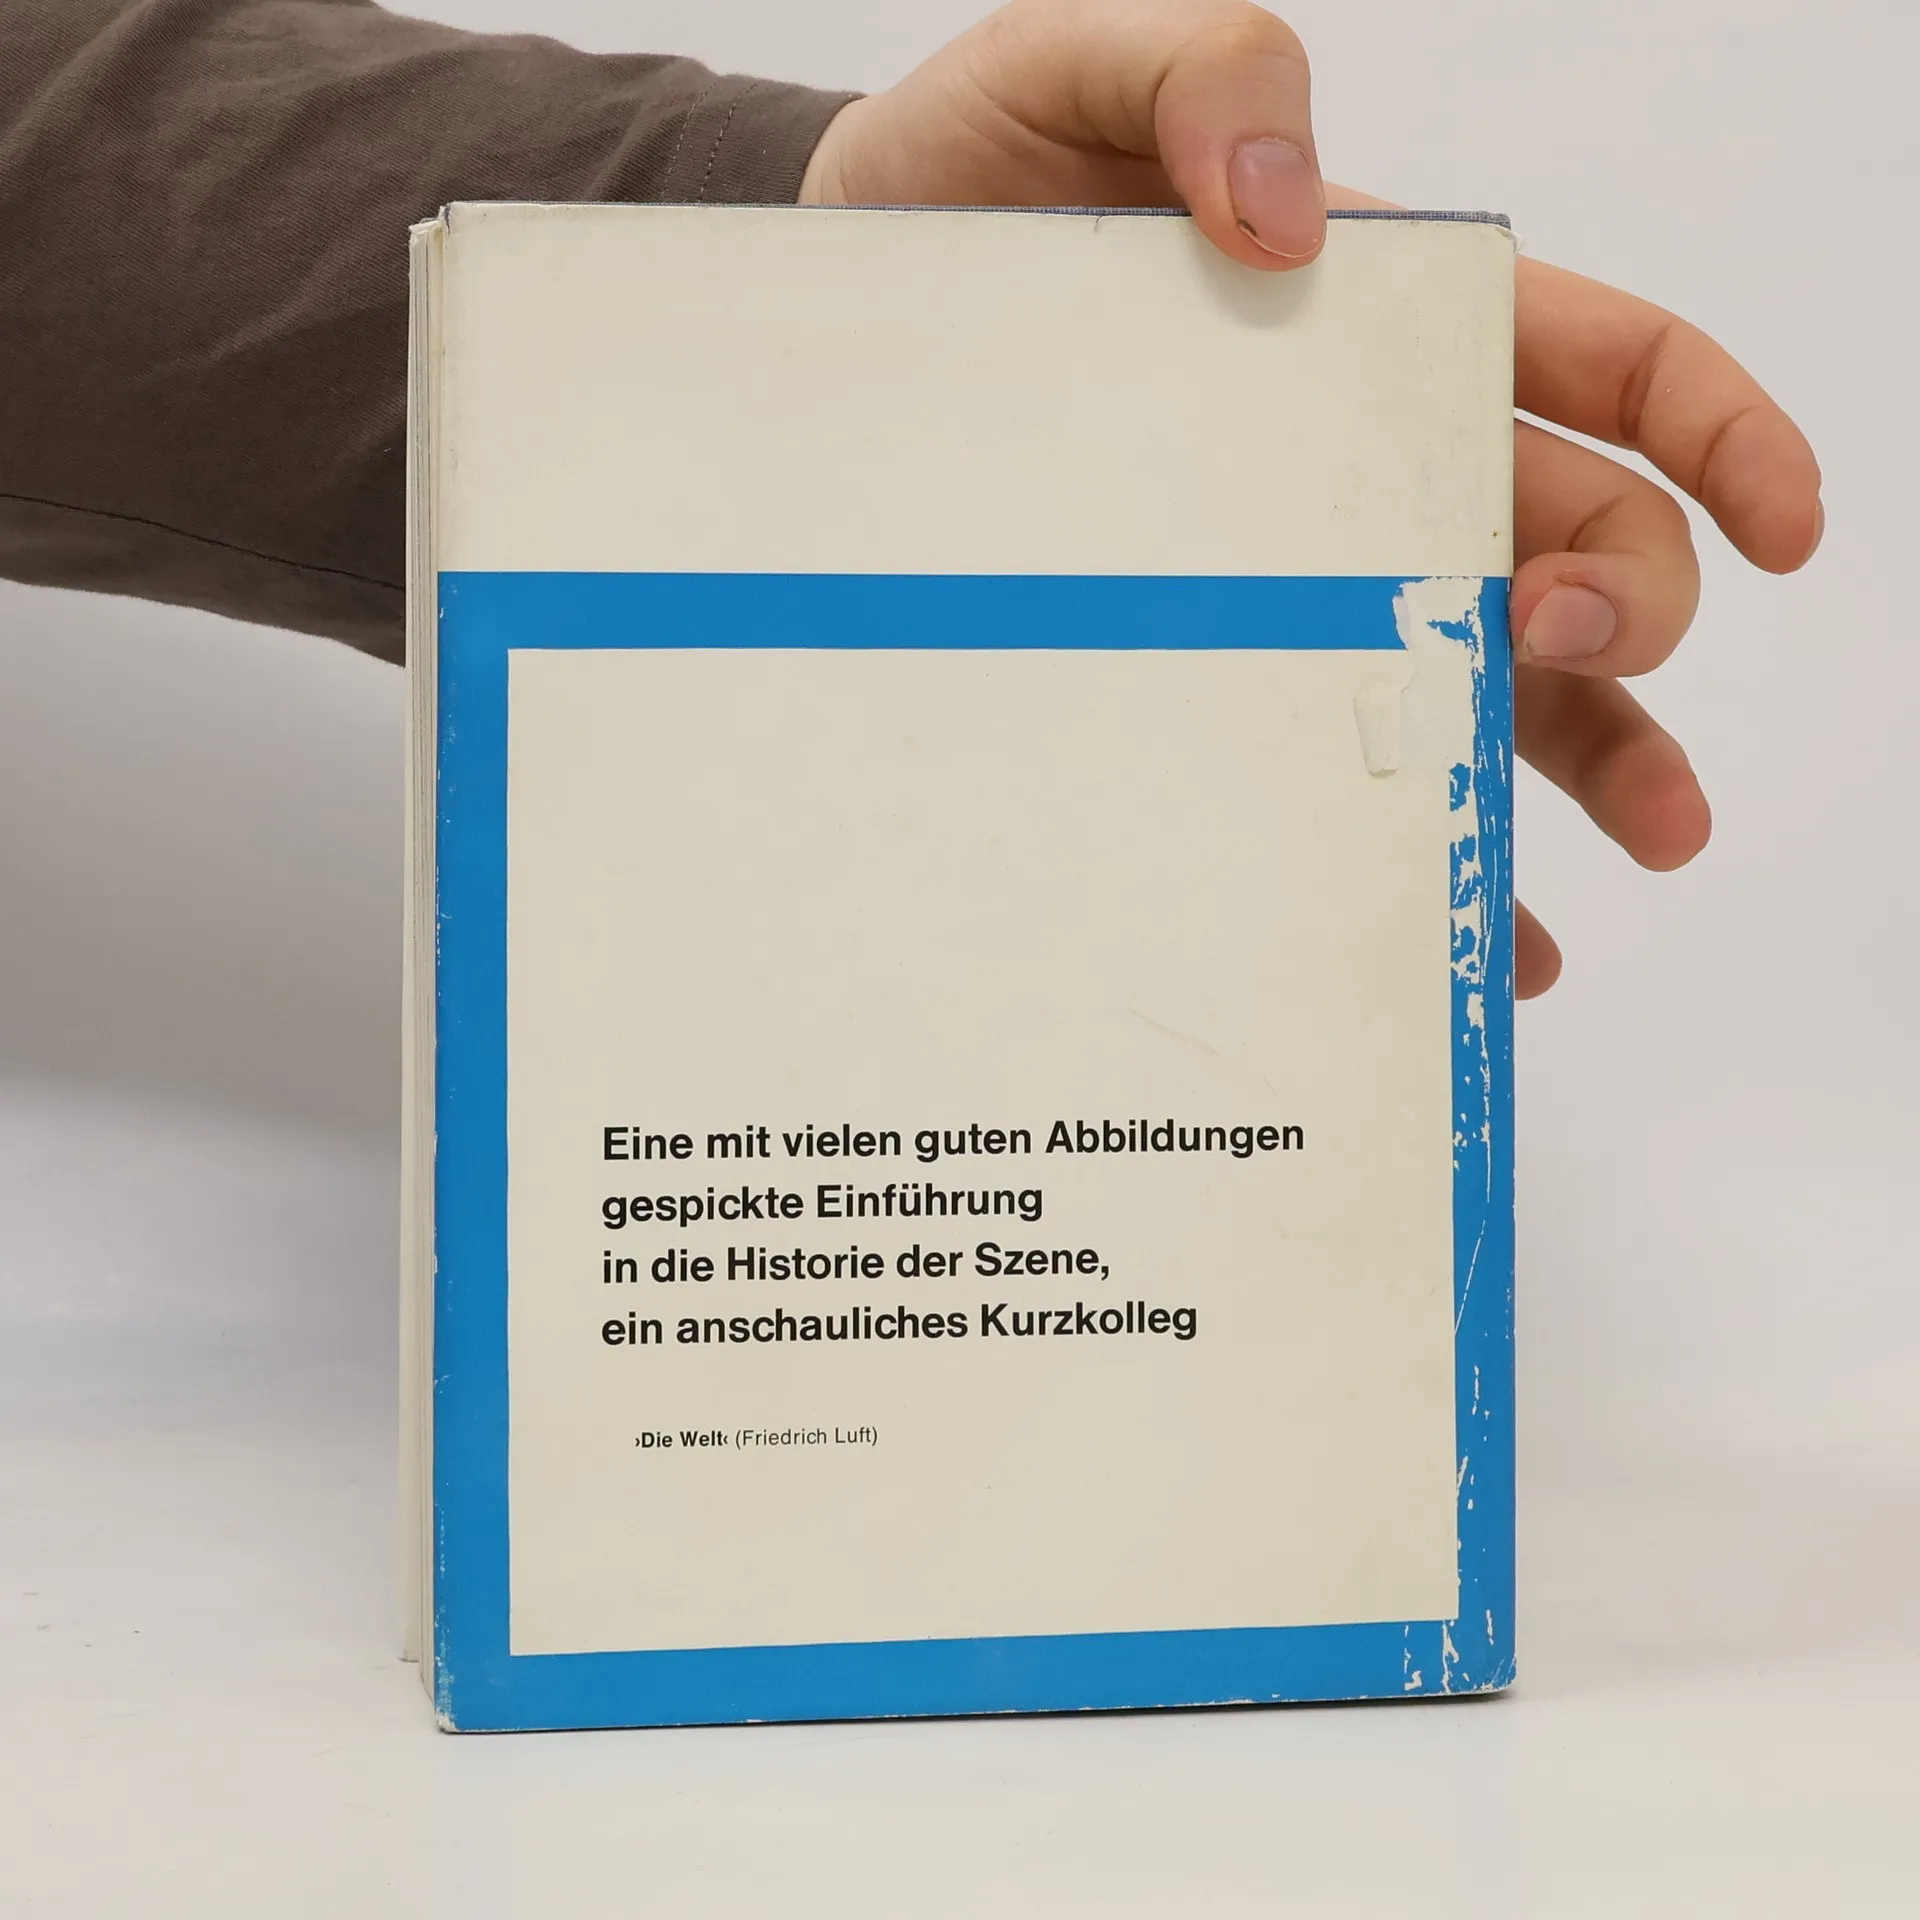 Eine mit vielen guten Abbildungen
gespickte Einführung
in die Historie der Szene,
ein anschauliches Kurzkolleg
›Die Welt‹ (Friedrich Luft)